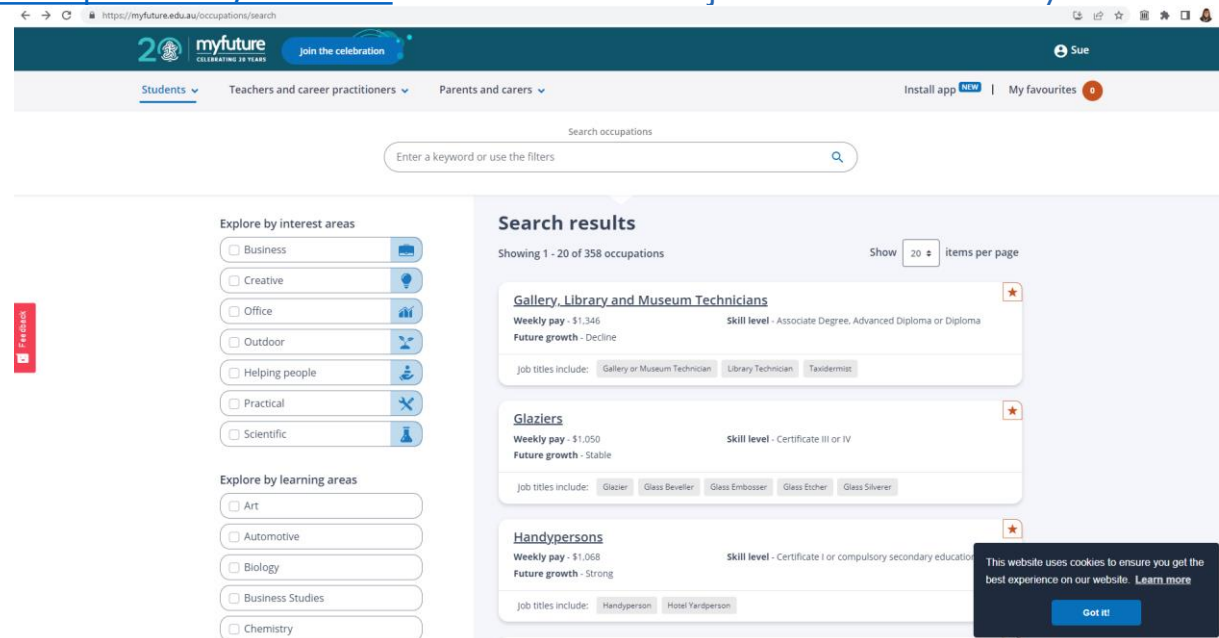 https://myfuture.edu.au/occupations/search
20 myfuture
CELEBRATING 20 YEARS
Join the celebration
Sue
Students
Teachers and career practitioners
Parents and carers
Install app NEW | My favourites 0
Search occupations
Enter a keyword or use the filters
Feedback
Explore by interest areas
Business
Creative
Office
Outdoor
Helping people
Practical
Scientific
Explore by learning areas
Art
Automotive
Biology
Business Studies
Chemistry
Search results
Showing 1 - 20 of 358 occupations
Show 20 items per page
Gallery, Library and Museum Technicians
Weekly pay - $1,346 Skill level - Associate Degree, Advanced Diploma or Diploma
Future growth - Decline
Job titles include: Gallery or Museum Technician Library Technician Taxidermist
Glaziers
Weekly pay - $1,050 Skill level - Certificate III or IV
Future growth - Stable
Job titles include: Glazier Glass Beveller Glass Embosser Glass Etcher Glass Silverer
Handypersons
Weekly pay - $1,068 Skill level - Certificate I or compulsory secondary education
Future growth - Strong
Job titles include: Handyperson Hotel Yardperson
This website uses cookies to ensure you get the
best experience on our website. Learn more
Got it!